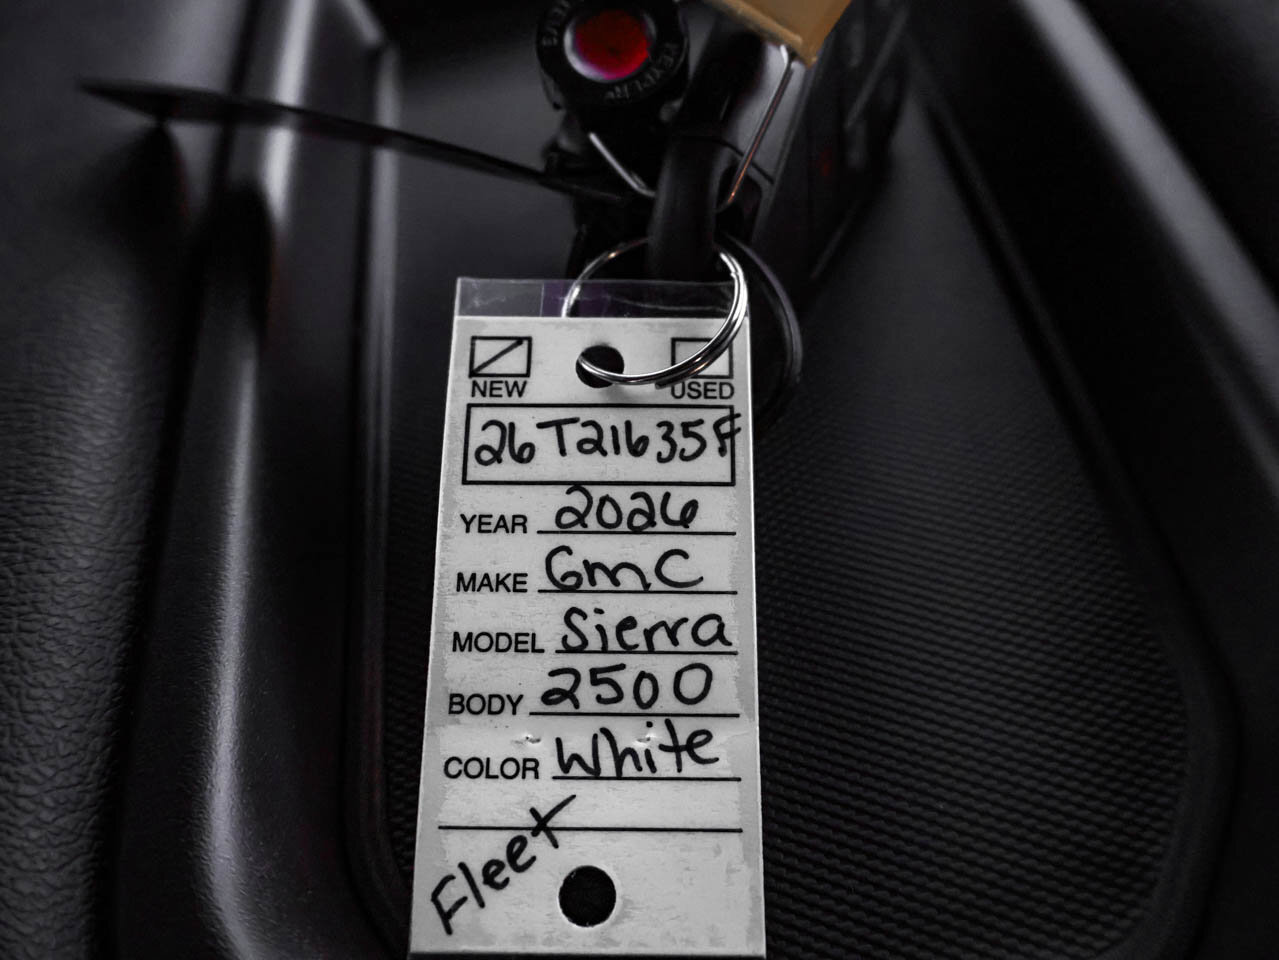 NEW USED
26T21635F
YEAR 2026
MAKE GMC
MODEL Sierra
BODY 2500
COLOR White
Fleet